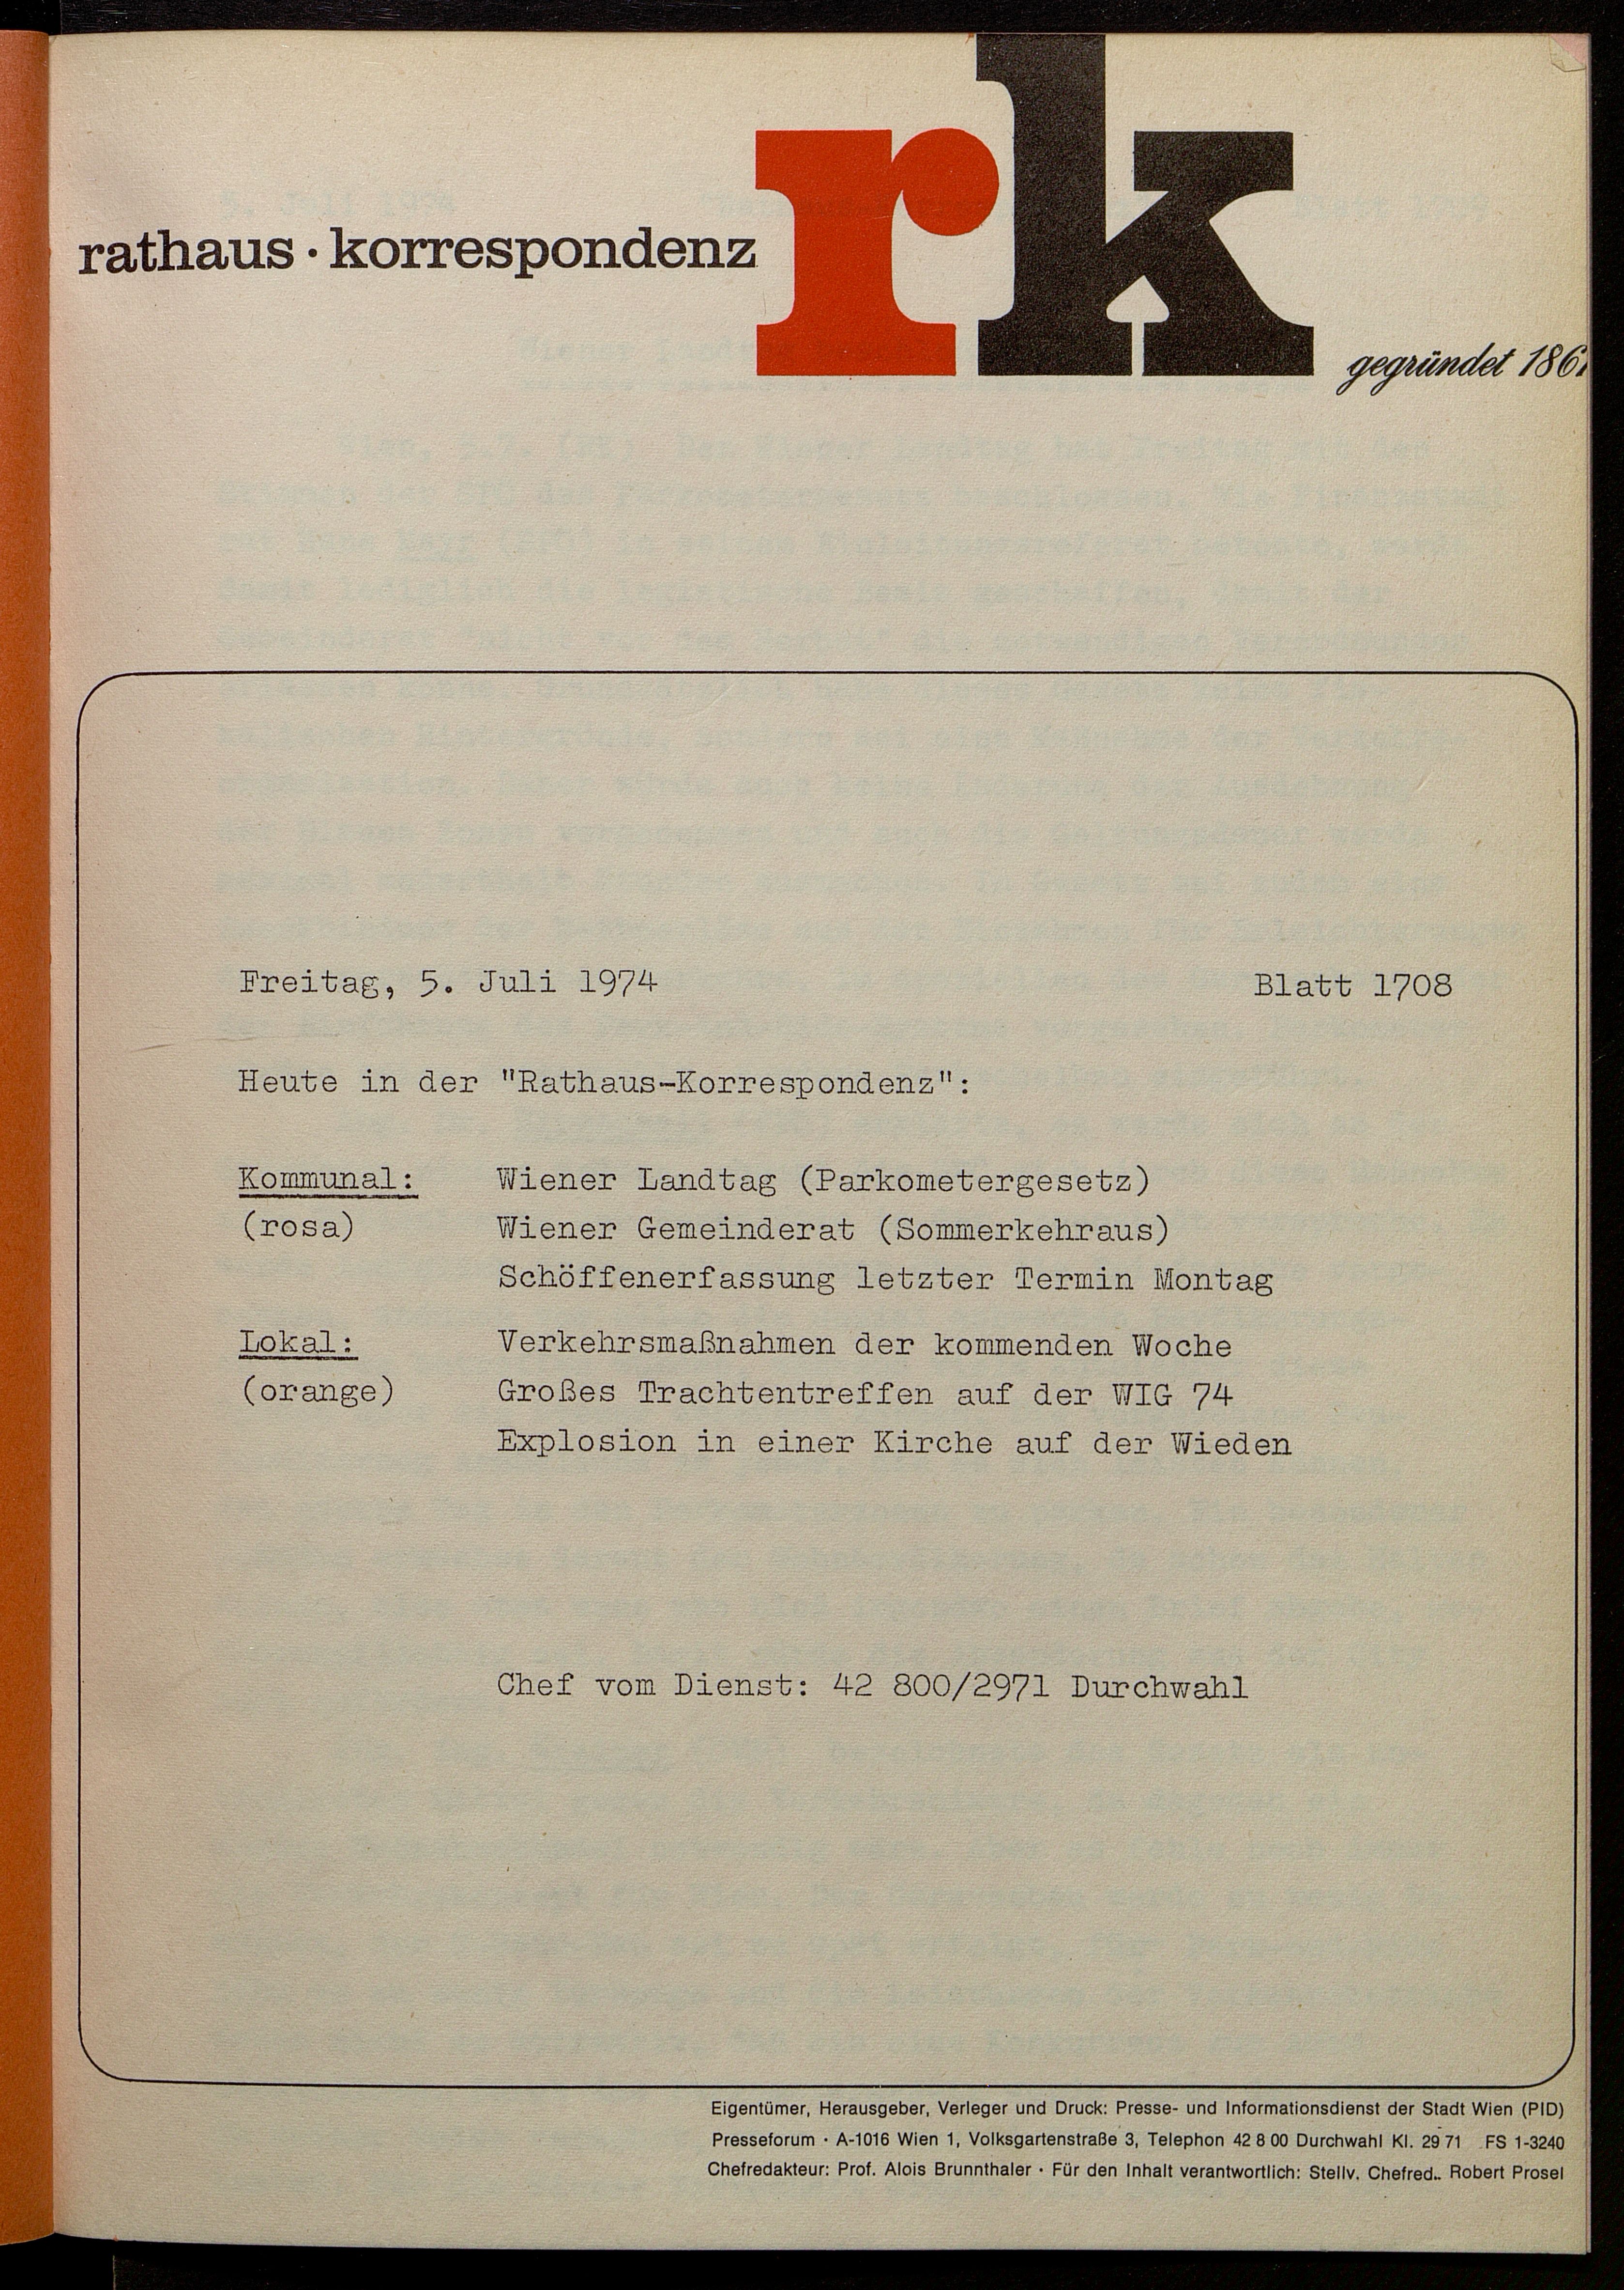 rk
rathaus · korrespondenz
gegründet 1861
Freitag, 5. Juli 1974 Blatt 1708
Heute in der "Rathaus-Korrespondenz":
Kommunal: Wiener Landtag (Parkometergesetz)
(rosa) Wiener Gemeinderat (Sommerkehraus)
Schöffenerfassung letzter Termin Montag
Lokal: Verkehrsmaßnahmen der kommenden Woche
(orange) Großes Trachtentreffen auf der WIG 74
Explosion in einer Kirche auf der Wieden
Chef vom Dienst: 42 800/2971 Durchwahl
Eigentümer, Herausgeber, Verleger und Druck: Presse- und Informationsdienst der Stadt Wien (PID)
Presseforum · A-1016 Wien 1, Volksgartenstraße 3, Telephon 42 8 00 Durchwahl Kl. 29 71 FS 1-3240
Chefredakteur: Prof. Alois Brunnthaler · Für den Inhalt verantwortlich: Stellv. Chefred.. Robert Prosel